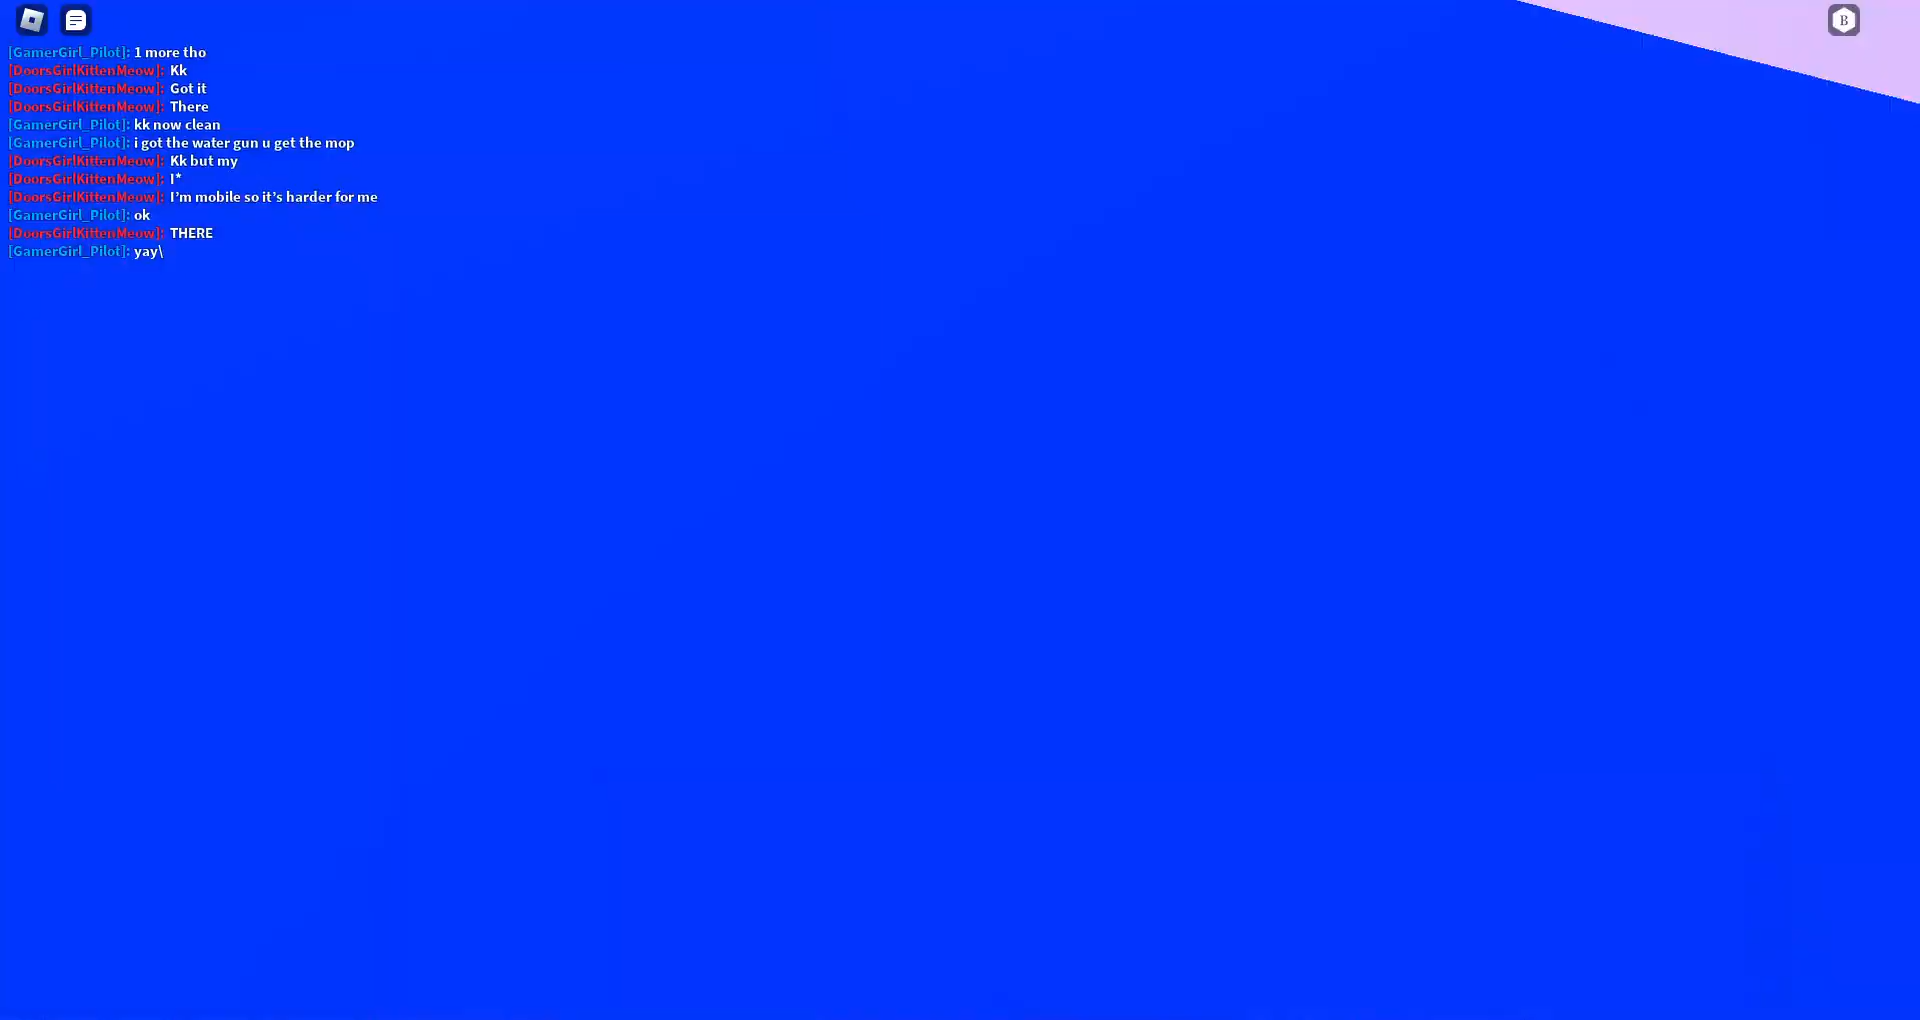 B
[GamerGirl_Pilot]: 1 more tho
[DoorsGirlKittenMeow]: Kk
[DoorsGirlKittenMeow]: Got it
[DoorsGirlKittenMeow]: There
[GamerGirl_Pilot]: kk now clean
[GamerGirl_Pilot]: i got the water gun u get the mop
[DoorsGirlKittenMeow]: Kk but my
[DoorsGirlKittenMeow]: I*
[DoorsGirlKittenMeow]: I’m mobile so it’s harder for me
[GamerGirl_Pilot]: ok
[DoorsGirlKittenMeow]: THERE
[GamerGirl_Pilot]: yay\